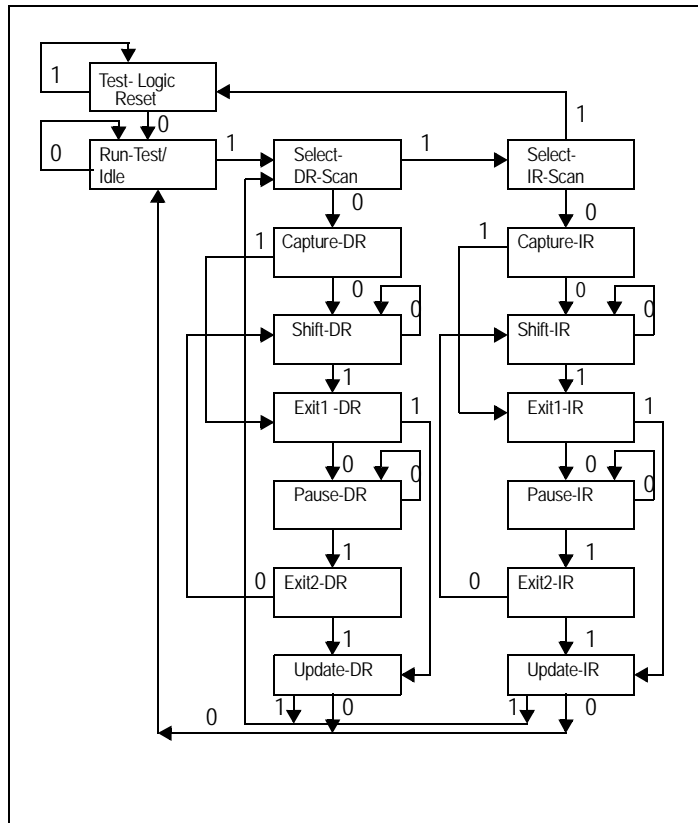 1
Test- Logic
Reset
0
1
0
Run-Test/
Idle
1
Select-
DR-Scan
1
Select-
IR-Scan
0
0
1
Capture-DR
1
Capture-IR
0
0
Shift-DR
0
Shift-IR
0
1
1
Exit1 -DR
1
Exit1-IR
1
0
0
Pause-DR
0
Pause-IR
0
1
1
0
Exit2-DR
0
Exit2-IR
1
1
Update-DR
Update-IR
1
0
1
0
0